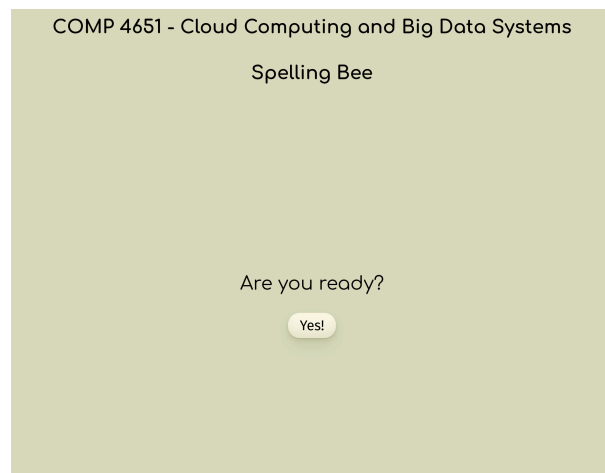 COMP 4651 - Cloud Computing and Big Data Systems
Spelling Bee
Are you ready?
Yes!